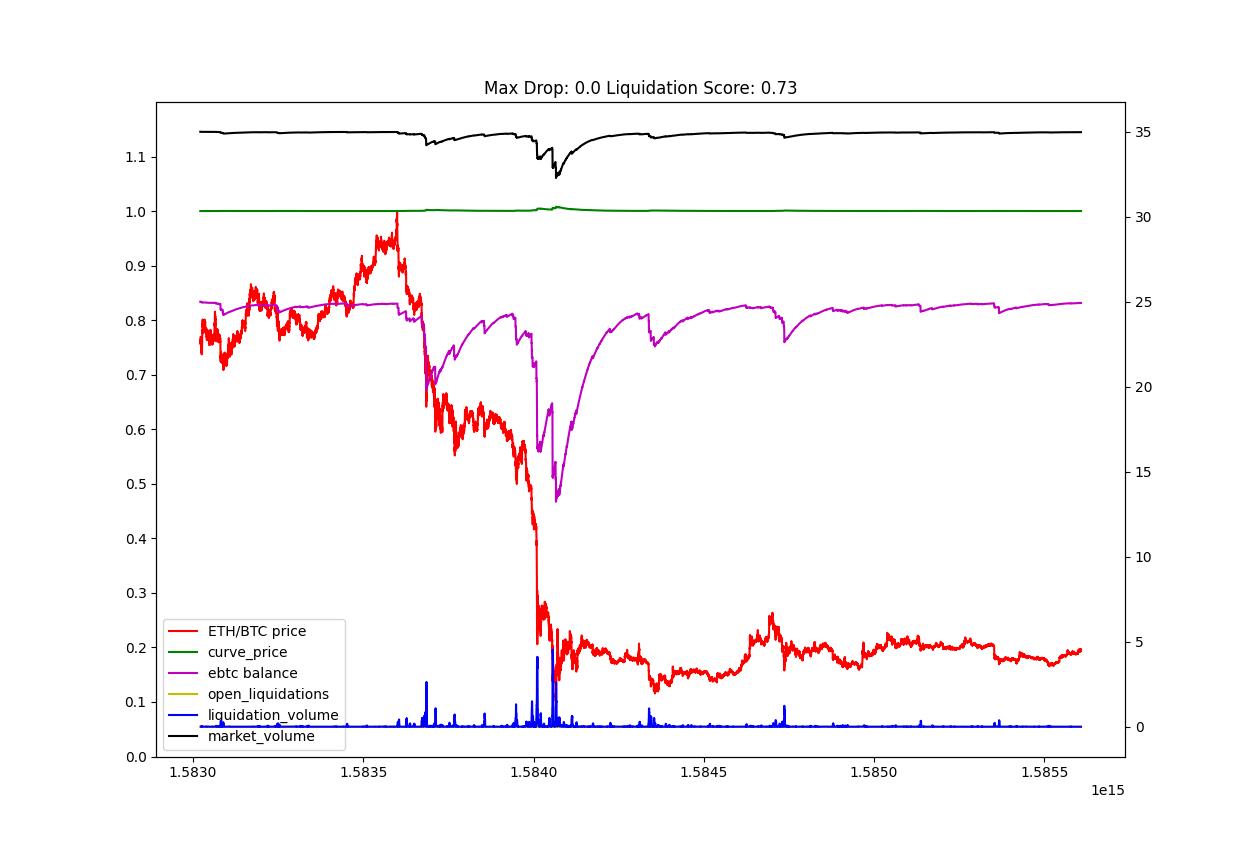 Max Drop: 0.0 Liquidation Score: 0.73
1.1
1.0
0.9
0.8
0.7
0.6
0.5
0.4
0.3
0.2
0.1
0.0
35
30
25
20
15
10
5
0
ETH/BTC price
curve_price
ebtc balance
open_liquidations
liquidation_volume
market_volume
1.5830 1.5835 1.5840 1.5845 1.5850 1.5855
1e15